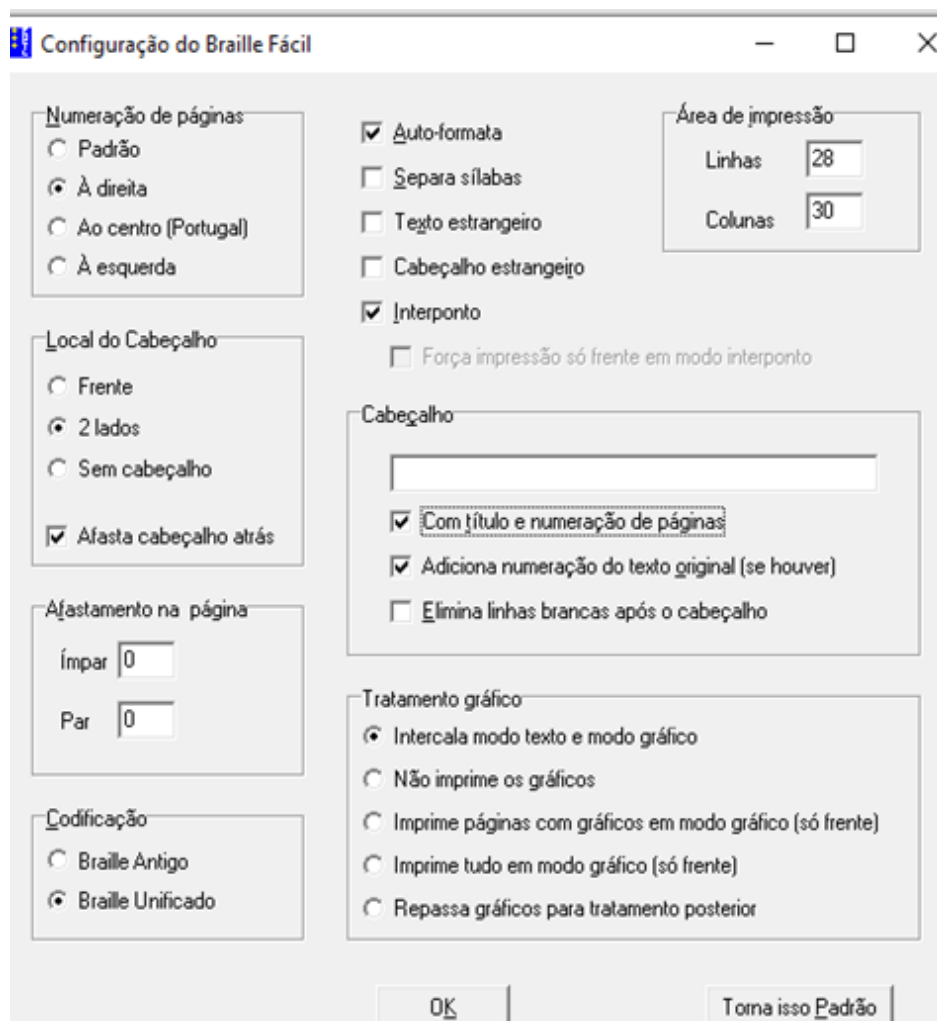 Configuração do Braille Fácil
Numeração de páginas
Padrão
À direita
Ao centro (Portugal)
À esquerda
Local do Cabeçalho
Frente
2 lados
Sem cabeçalho
Afasta cabeçalho atrás
Afastamento na página
Ímpar 0
Par 0
Codificação
Braille Antigo
Braille Unificado
Auto-formata
Separa sílabas
Texto estrangeiro
Cabeçalho estrangeiro
Interponto
Força impressão só frente em modo interponto
Área de impressão
Linhas 28
Colunas 30
Cabeçalho
Com título e numeração de páginas
Adiciona numeração do texto original (se houver)
Elimina linhas brancas após o cabeçalho
Tratamento gráfico
Intercala modo texto e modo gráfico
Não imprime os gráficos
Imprime páginas com gráficos em modo gráfico (só frente)
Imprime tudo em modo gráfico (só frente)
Repassa gráficos para tratamento posterior
OK
Torna isso Padrão